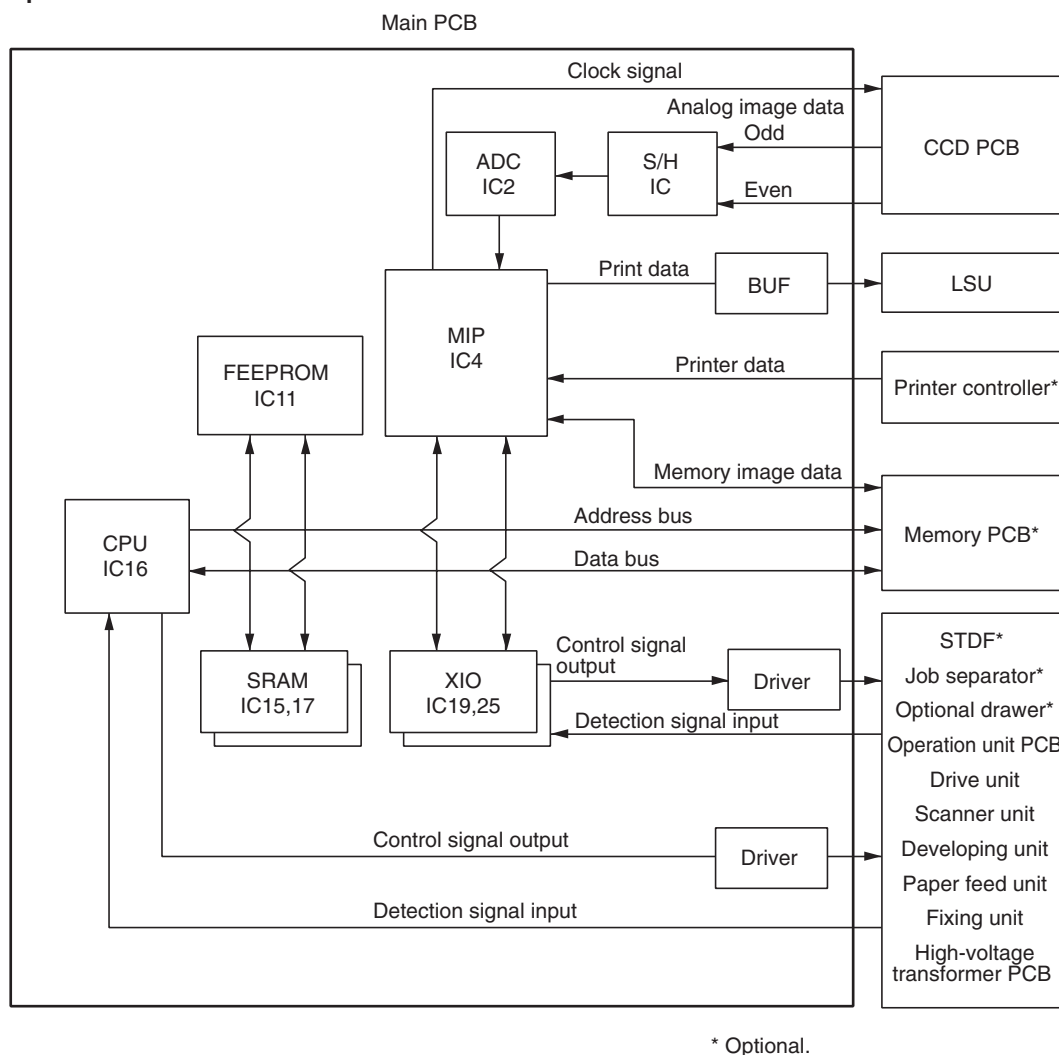 Main PCB
Clock signal
Analog image data
Odd
Even
CCD PCB
ADC
IC2
S/H
IC
Print data
BUF
LSU
MIP
IC4
FEEPROM
IC11
Printer data
Printer controller*
Memory image data
CPU
IC16
Address bus
Data bus
Memory PCB*
SRAM
IC15,17
XIO
IC19,25
Control signal
output
Driver
Detection signal input
STDF*
Job separator*
Optional drawer*
Operation unit PCB
Drive unit
Scanner unit
Developing unit
Paper feed unit
Fixing unit
High-voltage
transformer PCB
Control signal output
Driver
Detection signal input
* Optional.